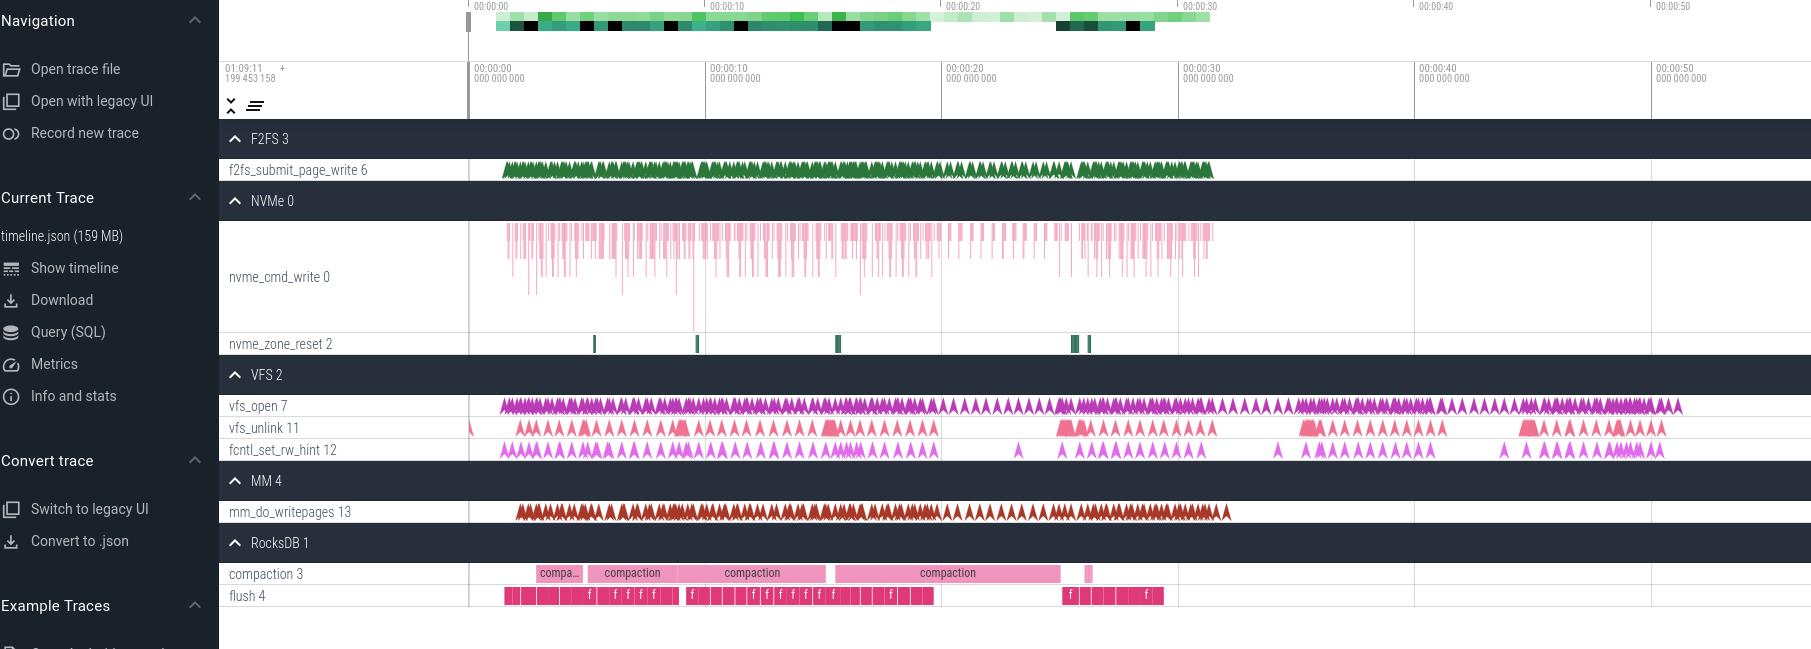 Navigation
Open trace file
Open with legacy UI
Record new trace
Current Trace
timeline.json (159 MB)
Show timeline
Download
Query (SQL)
Metrics
Info and stats
Convert trace
Switch to legacy UI
Convert to .json
Example Traces
00:00:00 00:00:10 00:00:20 00:00:30 00:00:40 00:00:50
01:09:11 +
199 453 158
00:00:00 00:00:10 00:00:20 00:00:30 00:00:40 00:00:50
000 000 000 000 000 000 000 000 000 000 000 000 000 000 000 000 000 000
F2FS 3
f2fs_submit_page_write 6
NVMe 0
nvme_cmd_write 0
nvme_zone_reset 2
VFS 2
vfs_open 7
vfs_unlink 11
fcntl_set_rw_hint 12
MM 4
mm_do_writepages 13
RocksDB 1
compaction 3 compa... compaction compaction compaction
flush 4 f f f f f f f f f f f f f f f